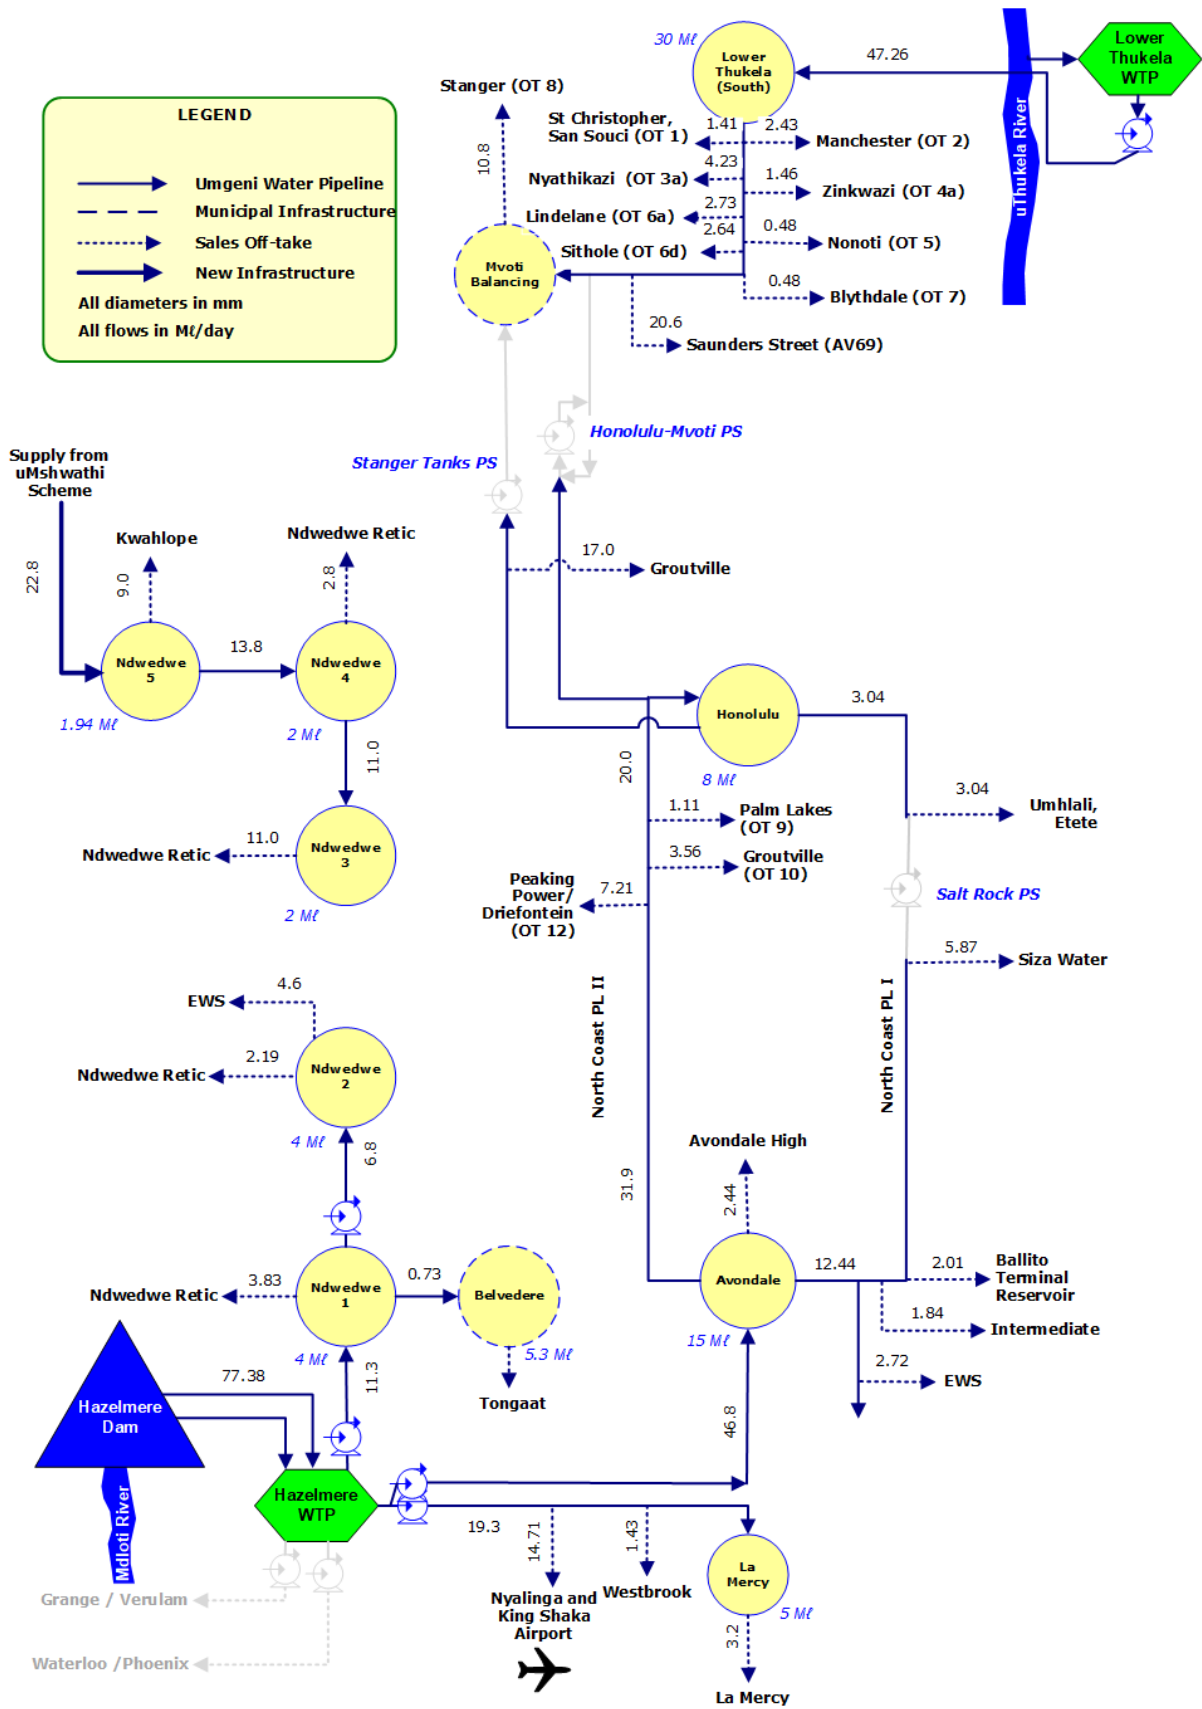 LEGEND
Umgeni Water Pipeline
Municipal Infrastructure
Sales Off-take
New Infrastructure
All diameters in mm
All flows in Mℓ/day
30 Mℓ
Lower
Thukela
(South)
47.26
Lower
Thukela
WTP
uThukela River
Stanger (OT 8)
10.8
St Christopher,
San Souci (OT 1)
1.41
2.43
Manchester (OT 2)
Nyathikazi (OT 3a)
4.23
1.46
Zinkwazi (OT 4a)
Lindelane (OT 6a)
2.73
Sithole (OT 6d)
2.64
0.48
Nonoti (OT 5)
Mvoti
Balancing
0.48
Blythdale (OT 7)
20.6
Saunders Street (AV69)
Honolulu-Mvoti PS
Stanger Tanks PS
Supply from
uMshwathi
Scheme
22.8
Kwahlope
9.0
Ndwedwe Retic
2.8
17.0
Groutville
Ndwedwe
5
1.94 Mℓ
13.8
Ndwedwe
4
2 Mℓ
11.0
Ndwedwe
3
2 Mℓ
11.0
Ndwedwe Retic
Honolulu
8 Mℓ
3.04
20.0
3.04
Umhlali,
Etete
1.11
Palm Lakes
(OT 9)
3.56
Groutville
(OT 10)
Peaking
Power/
Driefontein
(OT 12)
7.21
Salt Rock PS
5.87
Siza Water
North Coast PL II
North Coast PL I
4.6
EWS
2.19
Ndwedwe Retic
Ndwedwe
2
4 Mℓ
6.8
31.9
Avondale High
2.44
Avondale
15 Mℓ
12.44
2.01
Ballito
Terminal
Reservoir
1.84
Intermediate
2.72
EWS
3.83
Ndwedwe Retic
Ndwedwe
1
4 Mℓ
0.73
Belvedere
5.3 Mℓ
Tongaat
11.3
77.38
Hazelmere
Dam
Mdloti River
Hazelmere
WTP
46.8
19.3
14.71
Nyalinga and
King Shaka
Airport
1.43
Westbrook
La
Mercy
5 Mℓ
3.2
La Mercy
Grange / Verulam
Waterloo /Phoenix